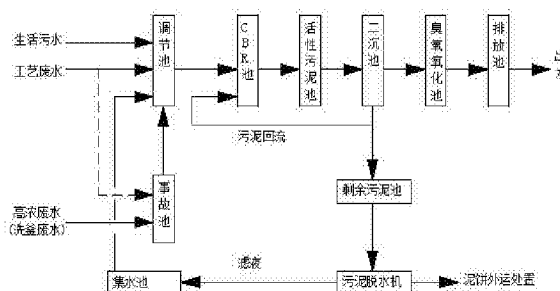 生活污水
工艺废水
调节池
CBR池
活性污泥池
二沉池
臭氧氧化池
排放池
污泥回流
事故池
高浓废水
(洗釜废水)
剩余污泥池
滤液
集水池
污泥脱水机
泥饼外运处置